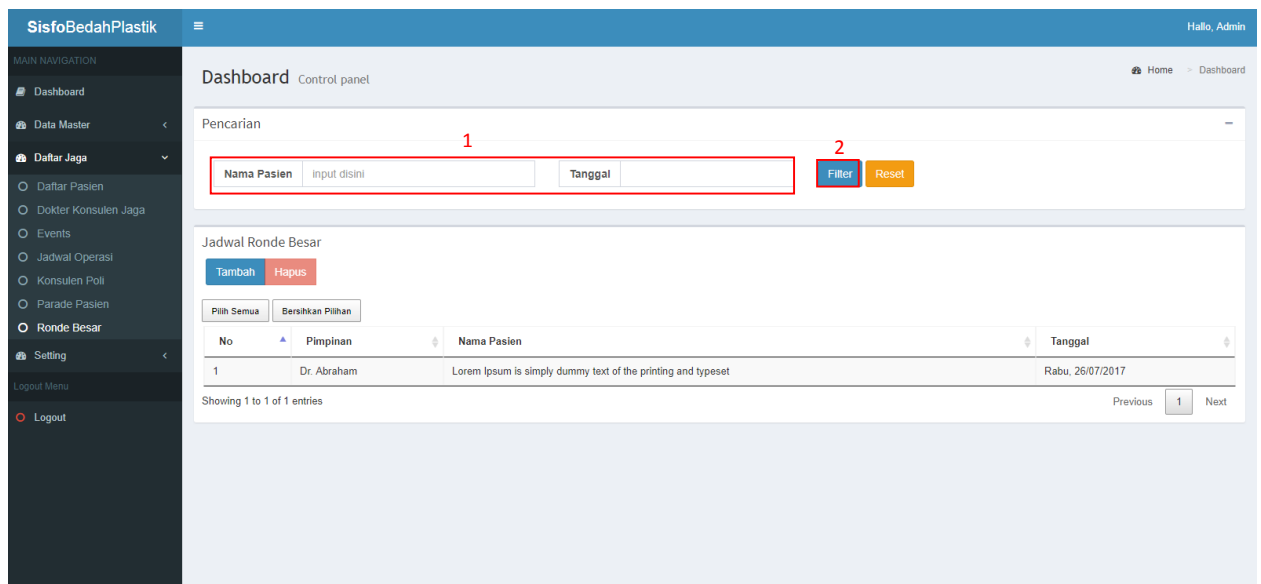 SisfoBedahPlastik
Hallo, Admin
MAIN NAVIGATION
Dashboard
Data Master
Daftar Jaga
Daftar Pasien
Dokter Konsulen Jaga
Events
Jadwal Operasi
Konsulen Poli
Parade Pasien
Ronde Besar
Setting
Logout Menu
Logout
Dashboard Control panel
Home > Dashboard
Pencarian
1
2
Nama Pasien input disini Tanggal Filter Reset
Jadwal Ronde Besar
Tambah Hapus
Pilih Semua Bersihkan Pilihan
No Pimpinan Nama Pasien Tanggal
1 Dr. Abraham Lorem Ipsum is simply dummy text of the printing and typeset Rabu, 26/07/2017
Showing 1 to 1 of 1 entries Previous 1 Next